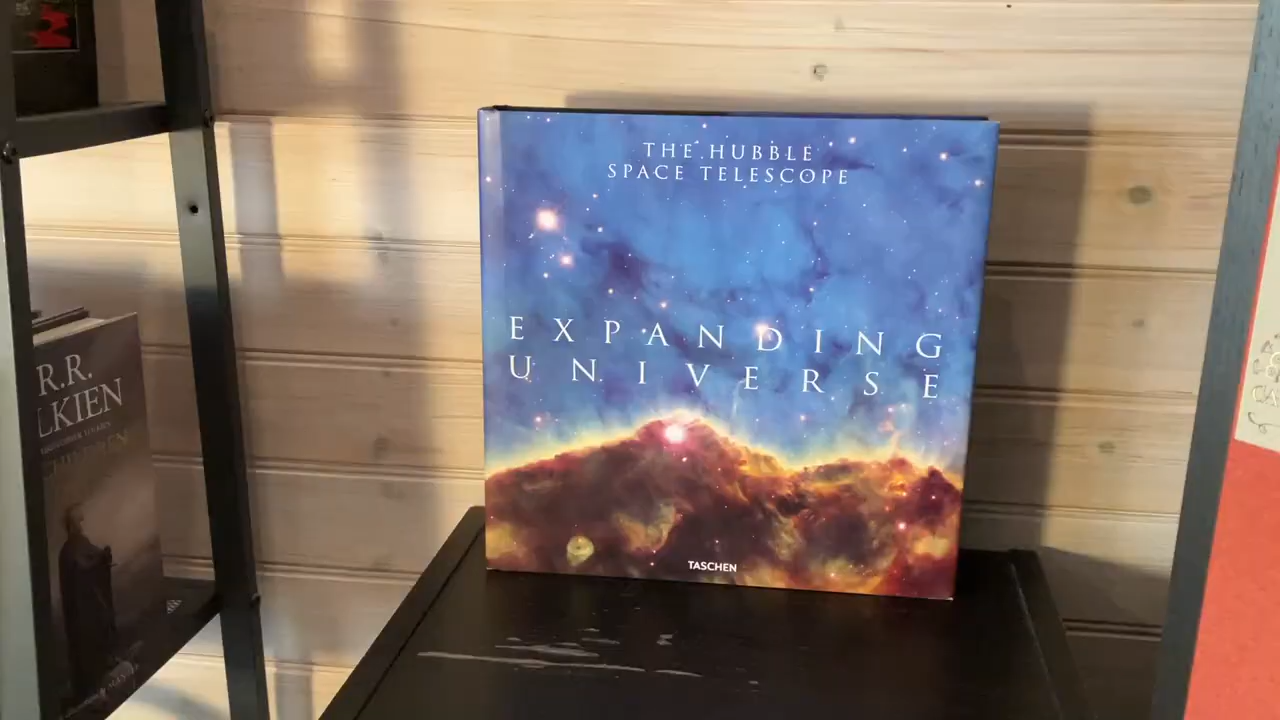 THE HUBBLE
SPACE TELESCOPE
EXPANDING
UNIVERSE
TASCHEN
R.R.
LKIEN